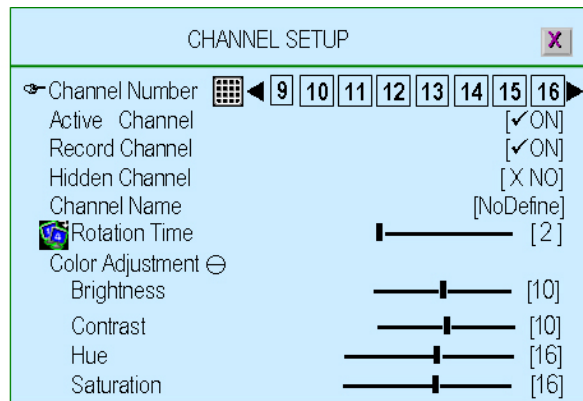 CHANNEL SETUP X
Channel Number 9 10 11 12 13 14 15 16
Active Channel [✔ON]
Record Channel [✔ON]
Hidden Channel [X NO]
Channel Name [NoDefine]
Rotation Time [2]
Color Adjustment
Brightness [10]
Contrast [10]
Hue [16]
Saturation [16]